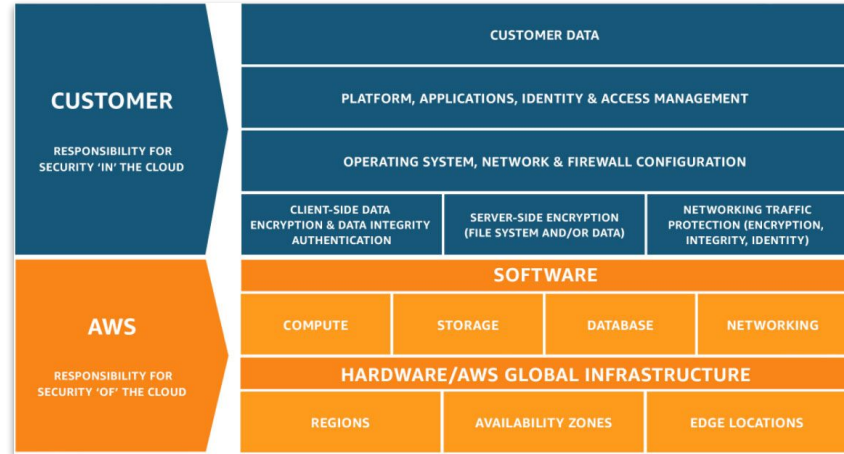 CUSTOMER
RESPONSIBILITY FOR
SECURITY ‘IN’ THE CLOUD
CUSTOMER DATA
PLATFORM, APPLICATIONS, IDENTITY & ACCESS MANAGEMENT
OPERATING SYSTEM, NETWORK & FIREWALL CONFIGURATION
CLIENT-SIDE DATA
ENCRYPTION & DATA INTEGRITY
AUTHENTICATION
SERVER-SIDE ENCRYPTION
(FILE SYSTEM AND/OR DATA)
NETWORKING TRAFFIC
PROTECTION (ENCRYPTION,
INTEGRITY, IDENTITY)
AWS
RESPONSIBILITY FOR
SECURITY ‘OF’ THE CLOUD
SOFTWARE
COMPUTE
STORAGE
DATABASE
NETWORKING
HARDWARE/AWS GLOBAL INFRASTRUCTURE
REGIONS
AVAILABILITY ZONES
EDGE LOCATIONS